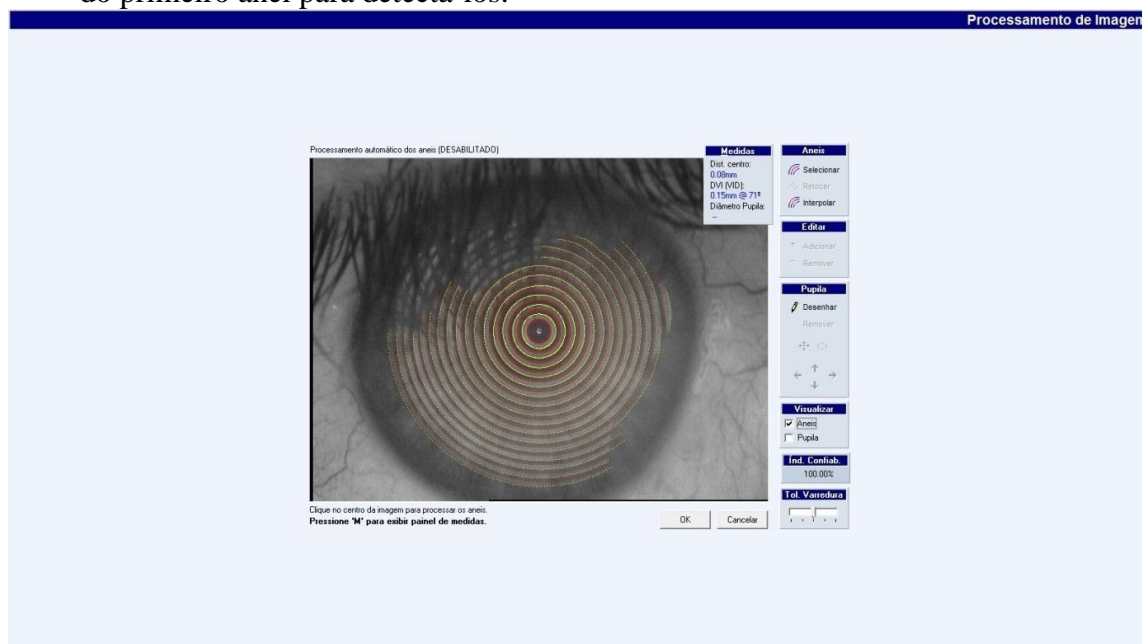 do primeiro anel para detectá-los.
Processamento de Imagem
Processamento automático dos aneis (DESABILITADO)
Medidas
Dist. centro:
0.08mm
DVI (VID):
0.15mm @ 71º
Diâmetro Pupila:
--
Aneis
Selecionar
Retocar
Interpolar
Editar
+ Adicionar
- Remover
Pupila
Desenhar
Remover
Visualizar
Aneis
Pupila
Índ. Confiab.
100.00%
Tol. Varredura
Clique no centro da imagem para processar os aneis.
Pressione 'M' para exibir painel de medidas.
OK
Cancelar